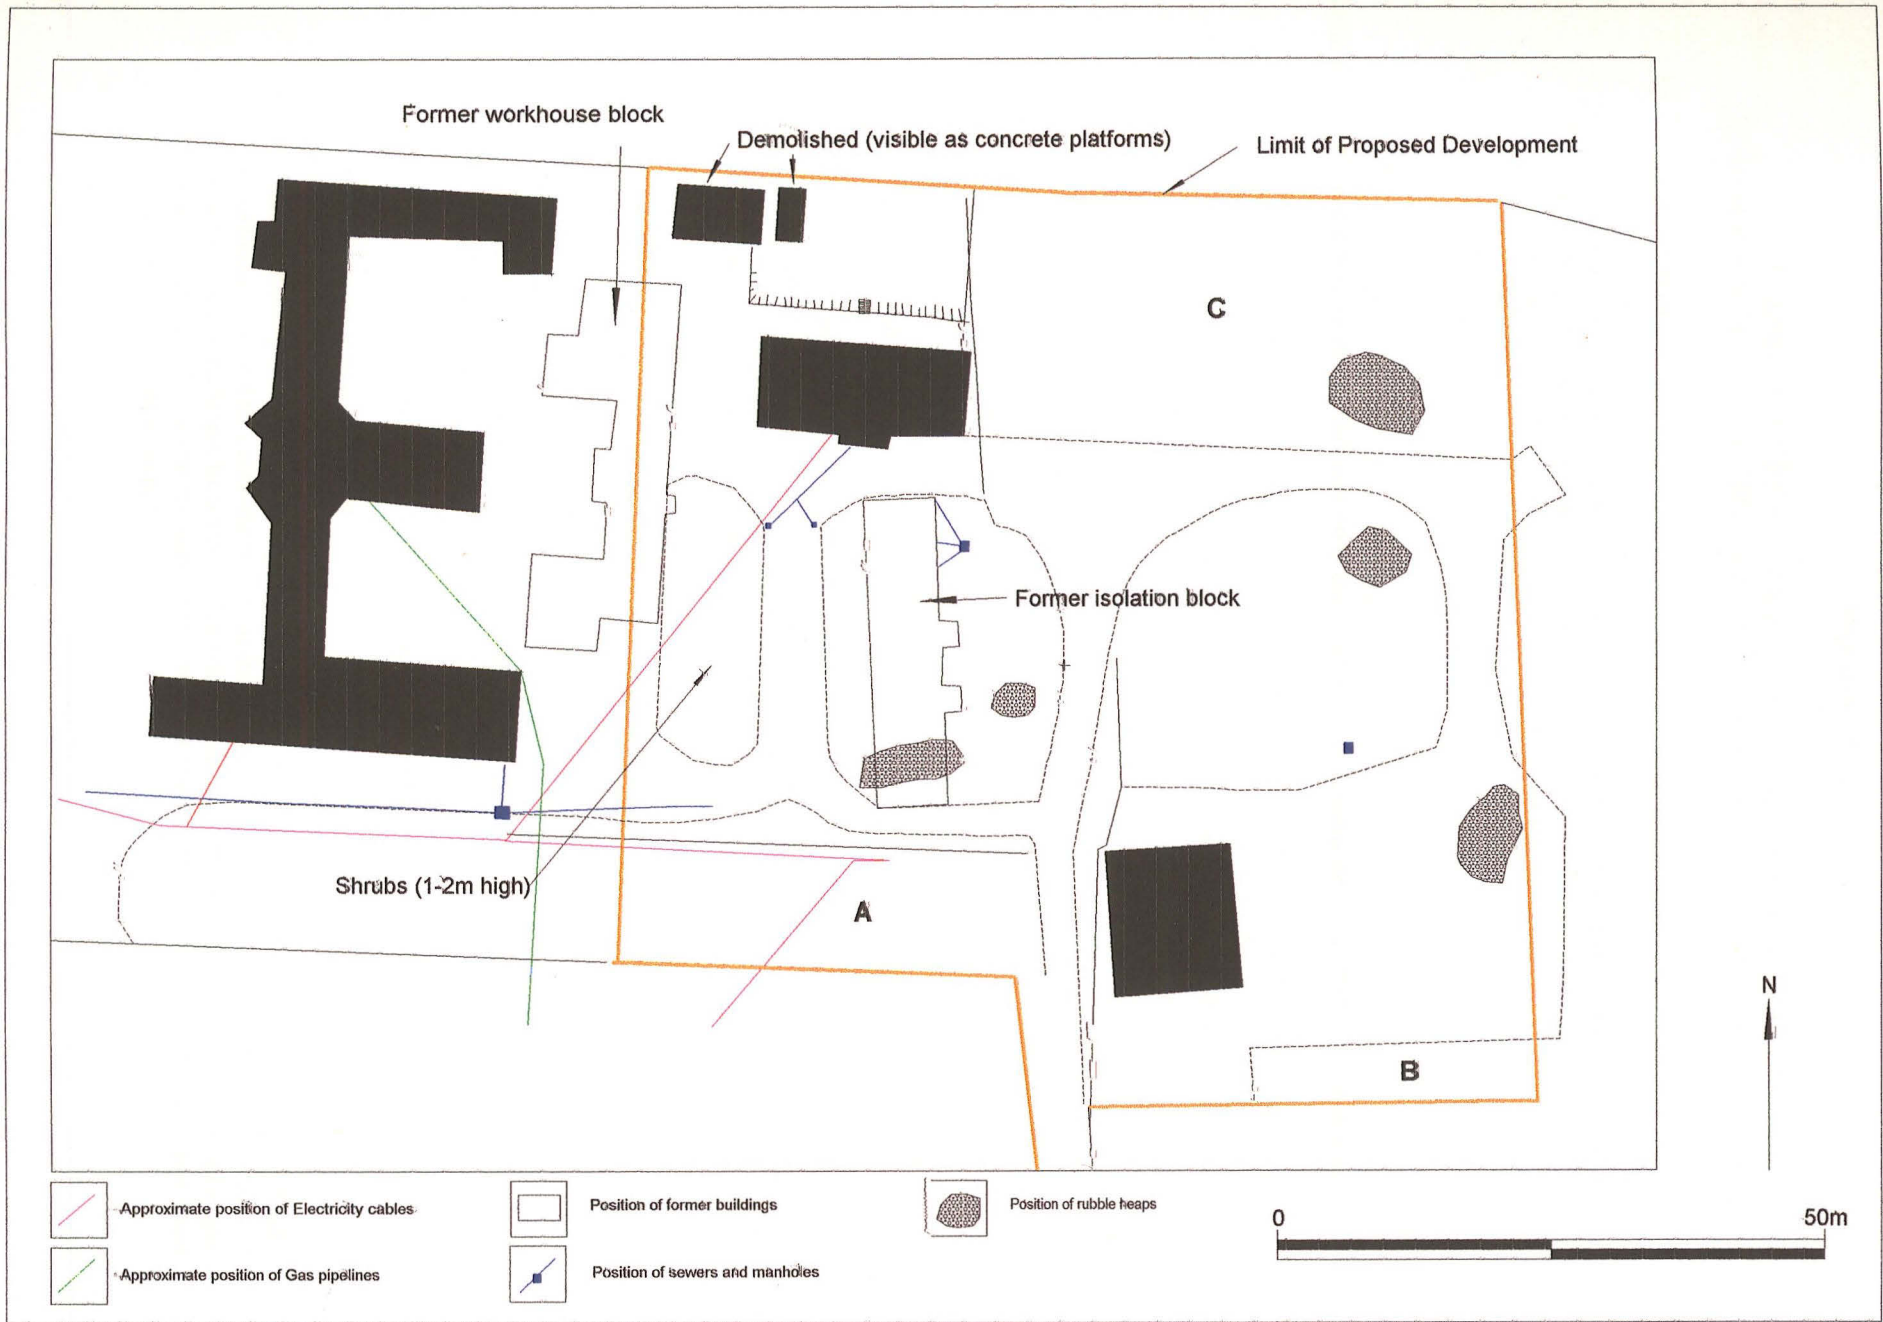 Former workhouse block
Demolished (visible as concrete platforms)
Limit of Proposed Development
C
Former isolation block
Shrubs (1-2m high)
A
N
B
Approximate position of Electricity cables
Position of former buildings
Position of rubble heaps
0 50m
Approximate position of Gas pipelines
Position of sewers and manholes